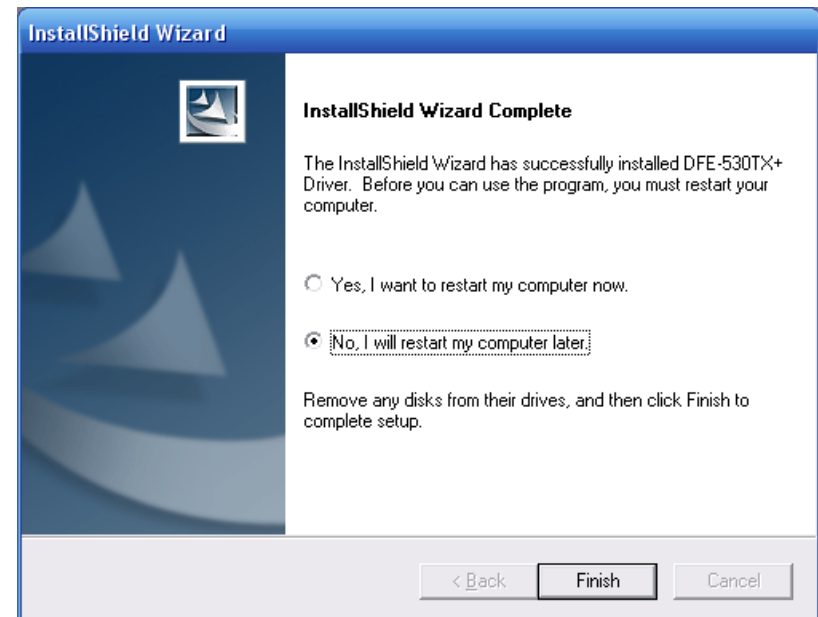 InstallShield Wizard
InstallShield Wizard Complete
The InstallShield Wizard has successfully installed DFE-530TX+
Driver. Before you can use the program, you must restart your
computer.
Yes, I want to restart my computer now.
No, I will restart my computer later.
Remove any disks from their drives, and then click Finish to
complete setup.
< Back Finish Cancel